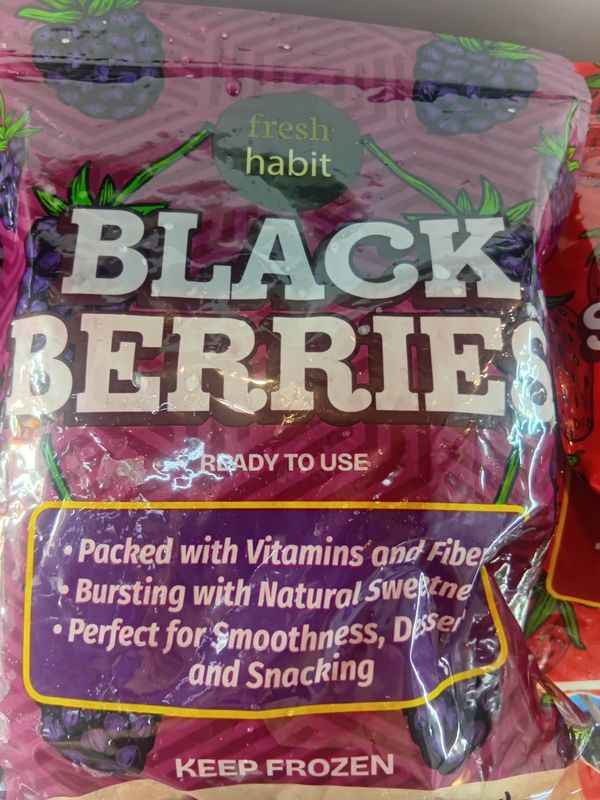 fresh
habit
BLACK
BERRIES
READY TO USE
• Packed with Vitamins and Fiber
• Bursting with Natural Sweetne
• Perfect for Smoothness, Desser
and Snacking
KEEP FROZEN
S